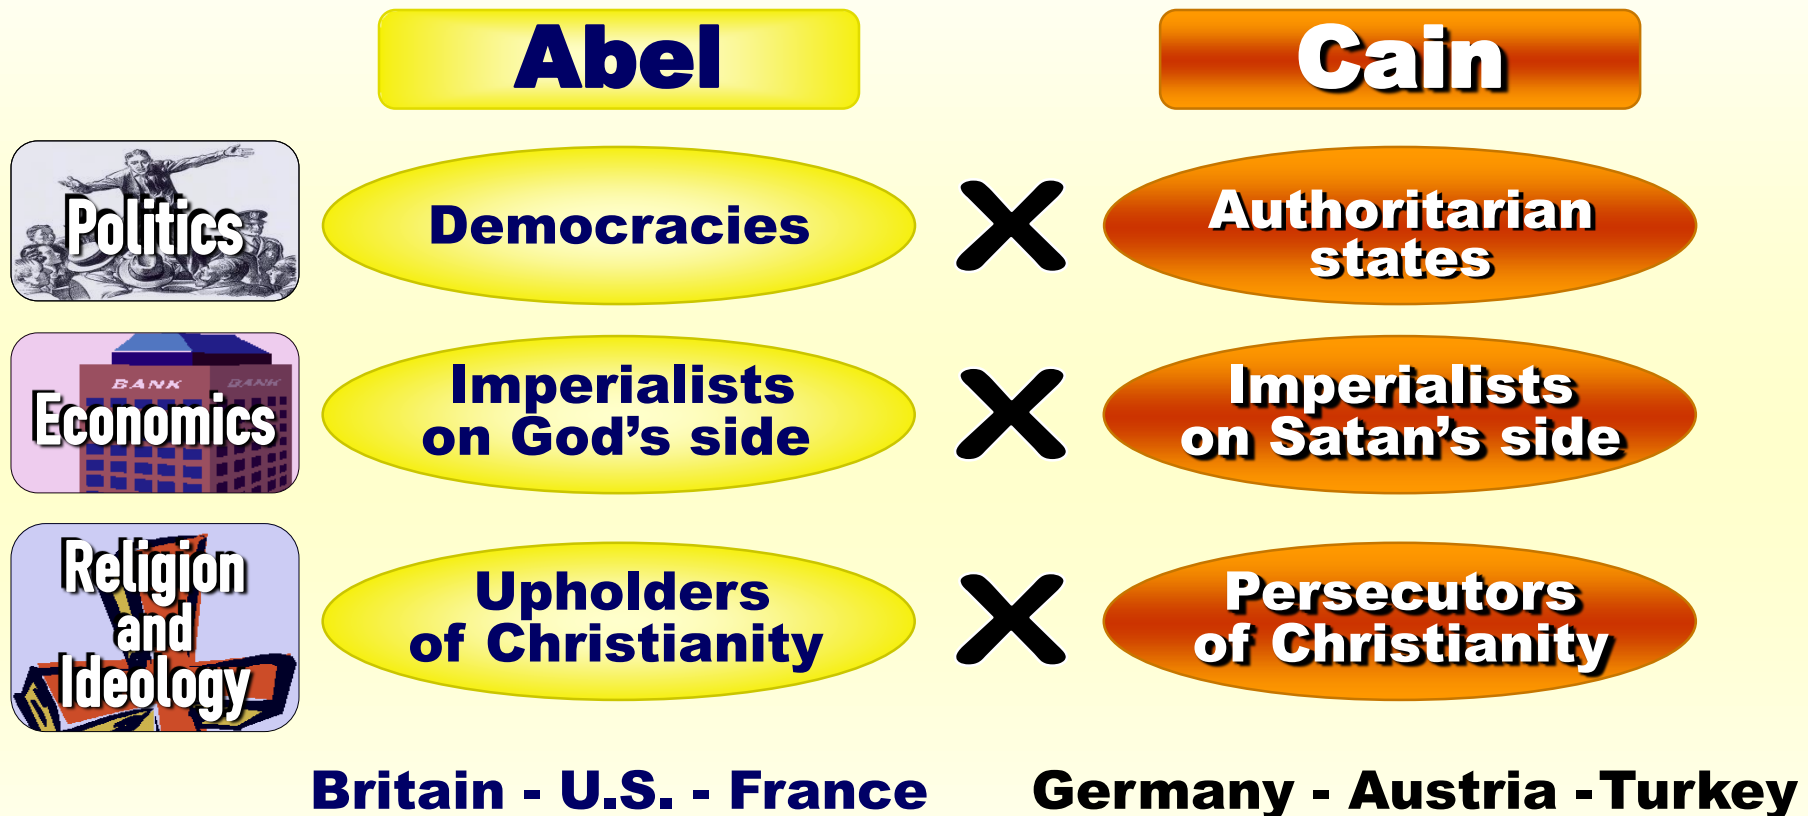 Abel
Cain
Politics
Democracies
Authoritarian
states
BANK
BANK
Economics
Imperialists
on God's side
Imperialists
on Satan's side
Religion
and
Ideology
Upholders
of Christianity
Persecutors
of Christianity
Britain - U.S. - France
Germany - Austria - Turkey